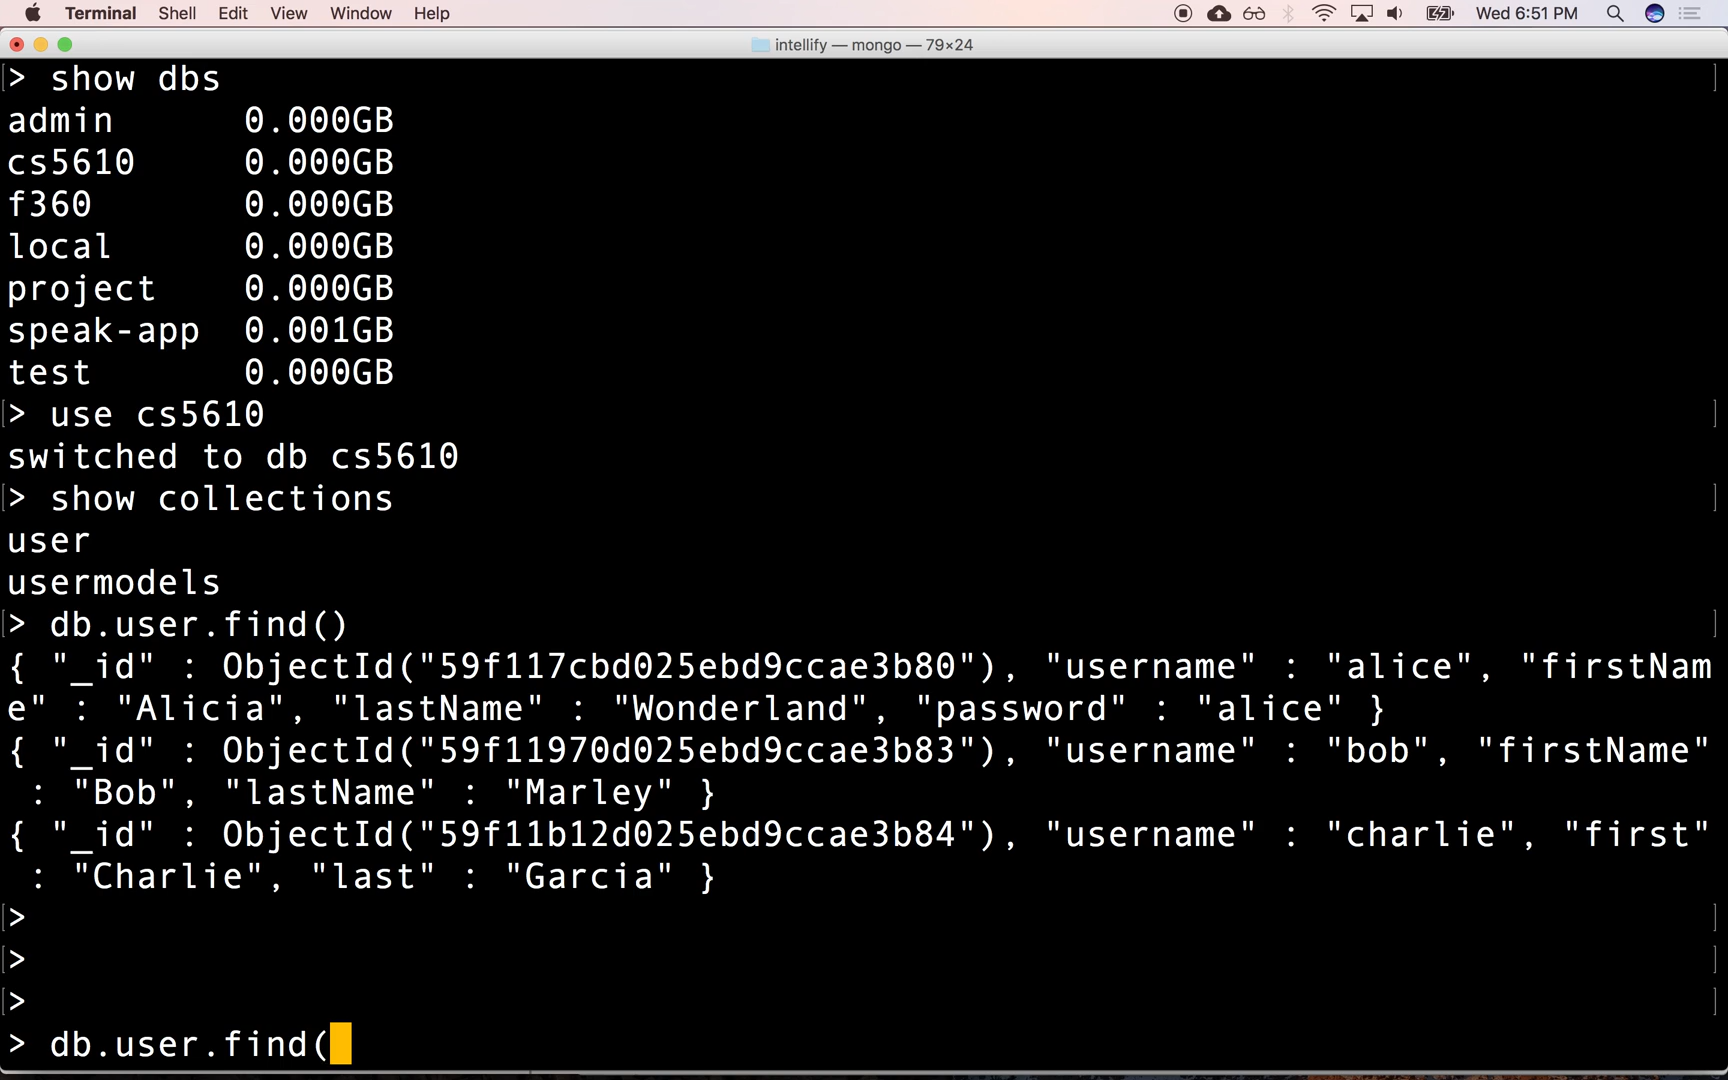 Terminal Shell Edit View Window Help Wed 6:51 PM
intellify — mongo — 79×24
> show dbs
admin 0.000GB
cs5610 0.000GB
f360 0.000GB
local 0.000GB
project 0.000GB
speak-app 0.001GB
test 0.000GB
> use cs5610
switched to db cs5610
> show collections
user
usermodels
> db.user.find()
{ "_id" : ObjectId("59f117cbd025ebd9ccae3b80"), "username" : "alice", "firstNam
e" : "Alicia", "lastName" : "Wonderland", "password" : "alice" }
{ "_id" : ObjectId("59f11970d025ebd9ccae3b83"), "username" : "bob", "firstName"
 : "Bob", "lastName" : "Marley" }
{ "_id" : ObjectId("59f11b12d025ebd9ccae3b84"), "username" : "charlie", "first"
 : "Charlie", "last" : "Garcia" }
>
>
>
> db.user.find(